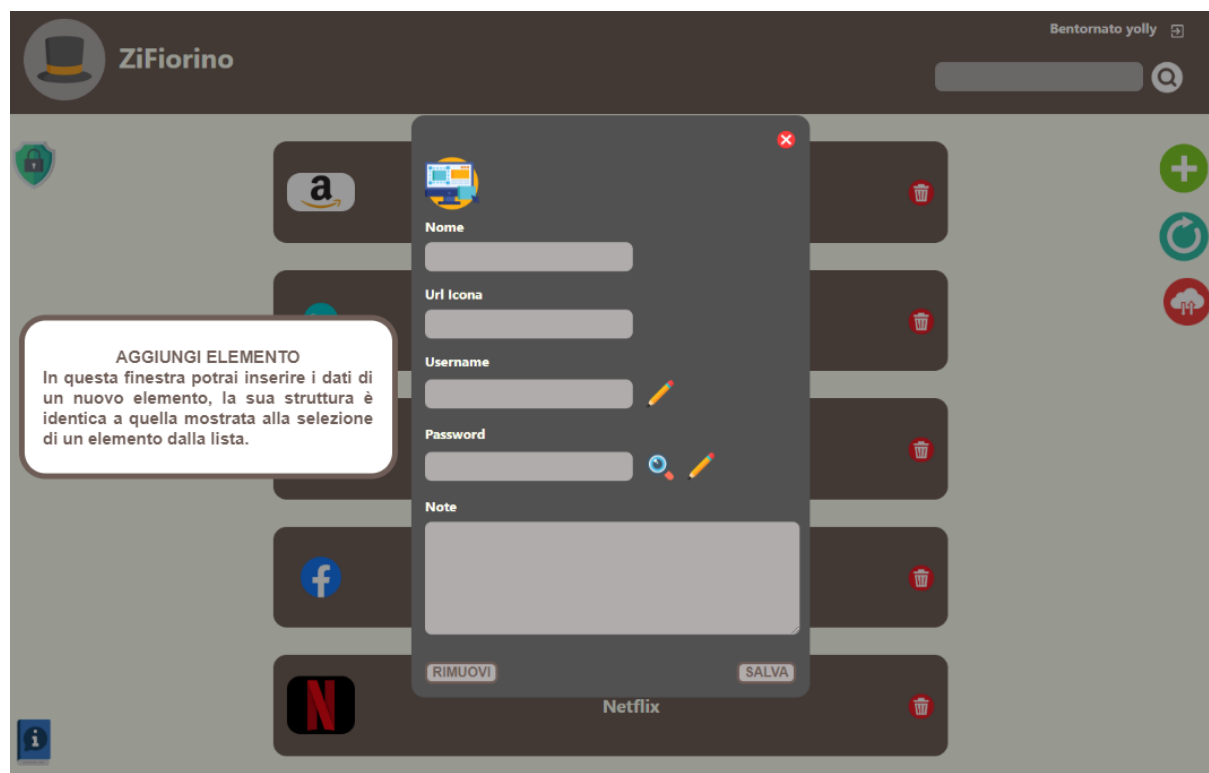 ZiFiorino
Bentornato yolly
a
Nome
Url Icona
AGGIUNGI ELEMENTO
In questa finestra potrai inserire i dati di
un nuovo elemento, la sua struttura è
identica a quella mostrata alla selezione
di un elemento dalla lista.
Username
Password
Note
f
RIMUOVI
SALVA
N
Netflix
i